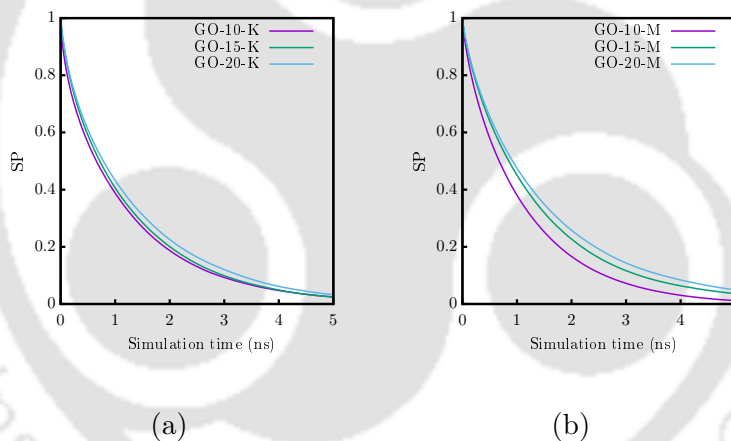 1
0.8
0.6
0.4
0.2
0
SP
GO-10-K
GO-15-K
GO-20-K
0 1 2 3 4 5
Simulation time (ns)
(a)
1
0.8
0.6
0.4
0.2
0
SP
GO-10-M
GO-15-M
GO-20-M
0 1 2 3 4
Simulation time (ns)
(b)